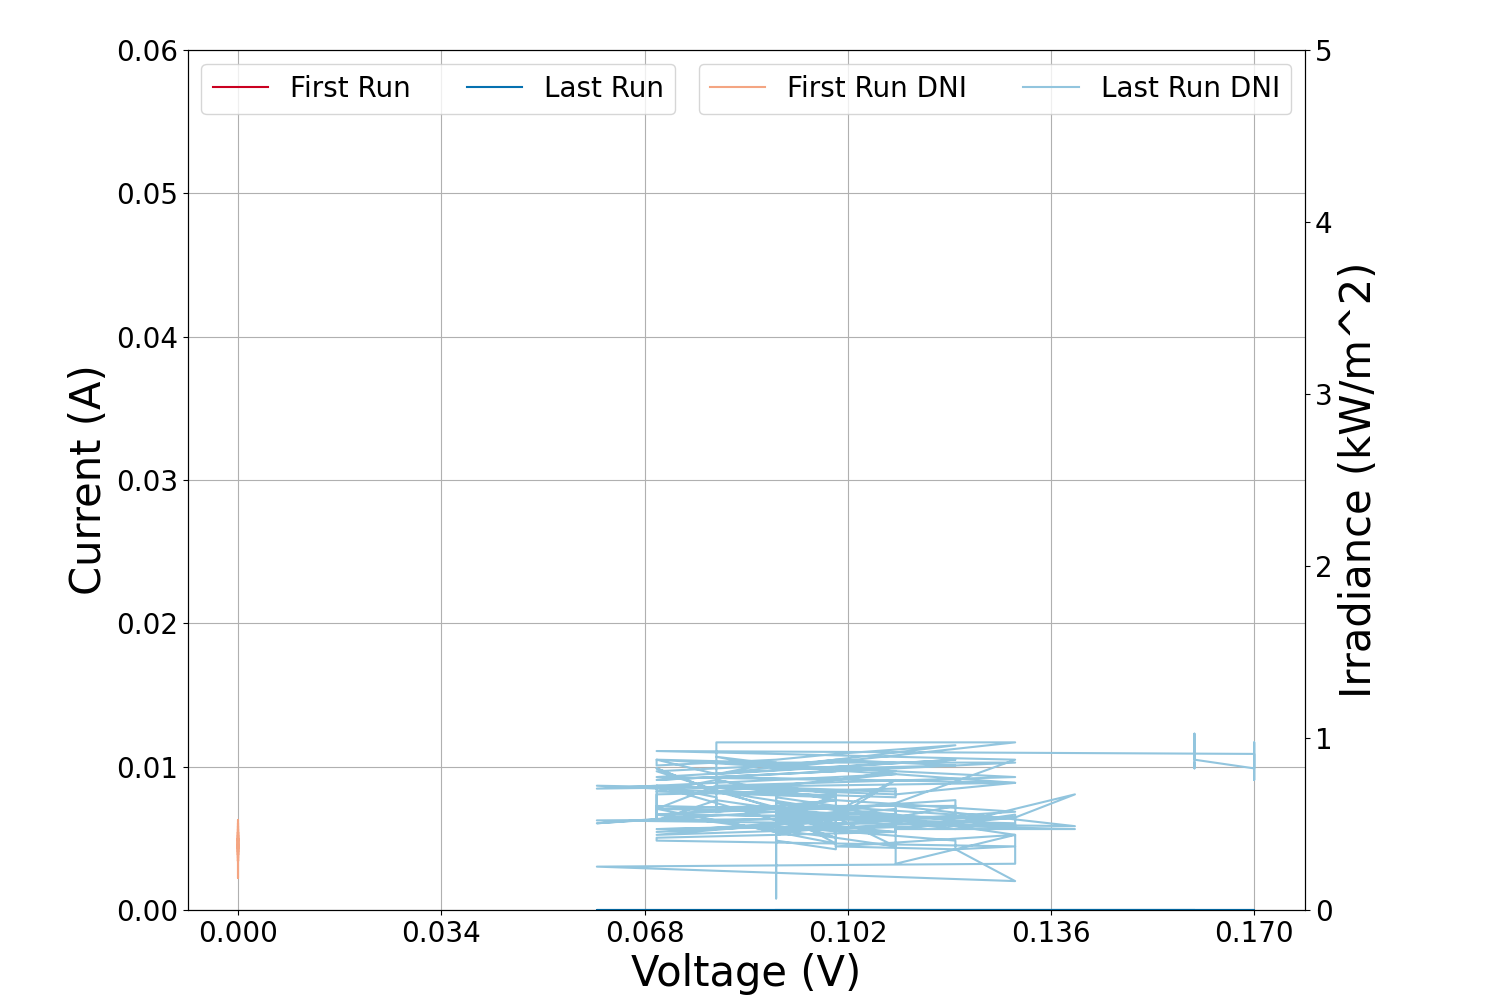 0.06
0.05
0.04
0.03
0.02
0.01
0.00
Current (A)
First Run
Last Run
First Run DNI
Last Run DNI
5
4
3
2
1
0
Irradiance (kW/m^2)
0.000
0.034
0.068
0.102
0.136
0.170
Voltage (V)